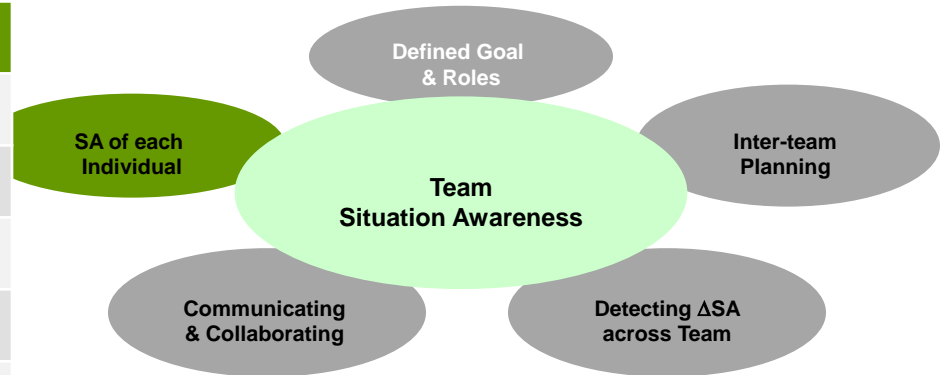 Defined Goal
& Roles
SA of each
Individual
Inter-team
Planning
Team
Situation Awareness
Communicating
& Collaborating
Detecting ΔSA
across Team